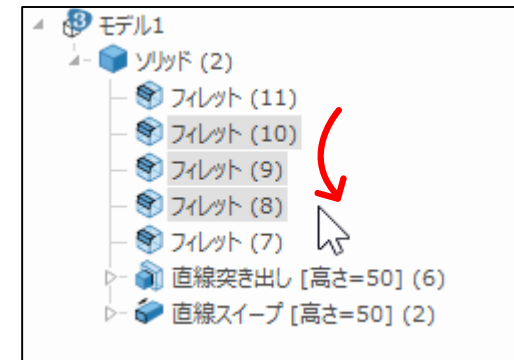 モデル1
ソリッド (2)
フィレット (11)
フィレット (10)
フィレット (9)
フィレット (8)
フィレット (7)
直線突き出し [高さ=50] (6)
直線スイープ [高さ=50] (2)